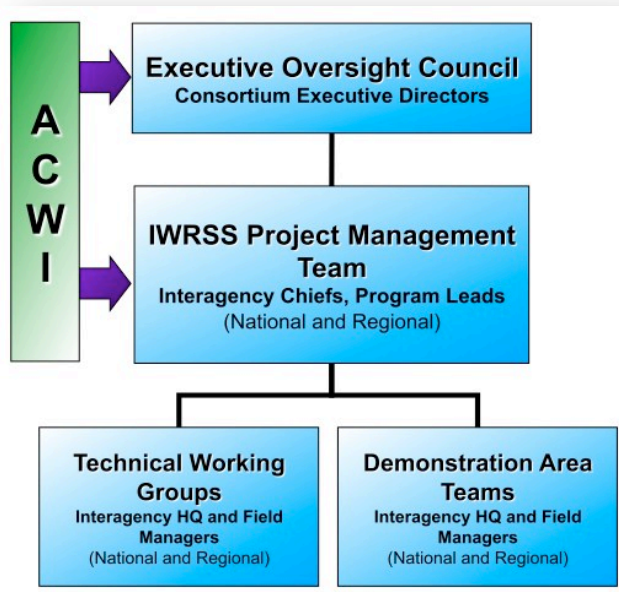 A
C
W
I
Executive Oversight Council
Consortium Executive Directors
IWRSS Project Management
Team
Interagency Chiefs, Program Leads
(National and Regional)
Technical Working
Groups
Interagency HQ and Field
Managers
(National and Regional)
Demonstration Area
Teams
Interagency HQ and Field
Managers
(National and Regional)